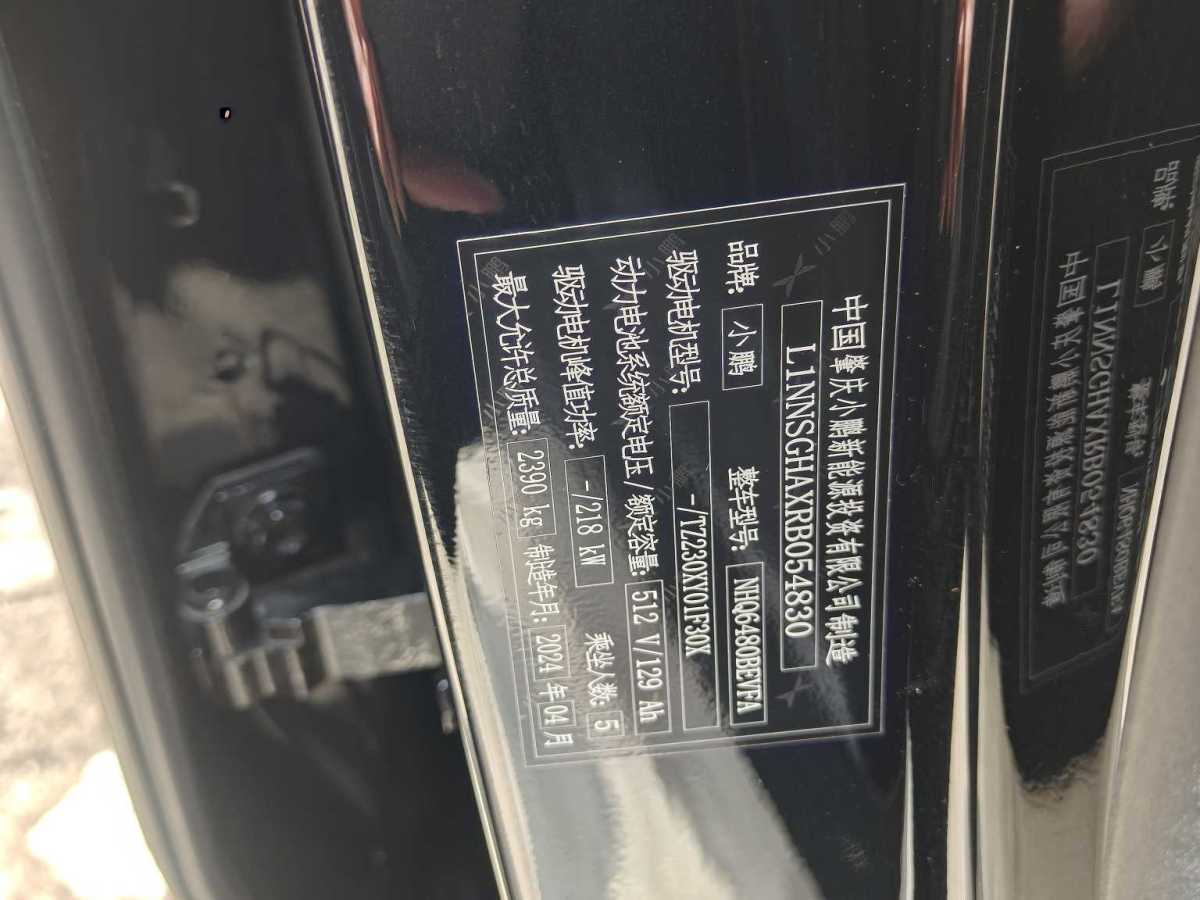 中国肇庆小鹏新能源投资有限公司制造
L1NNSGHAXRB054830
品牌: 小鹏 整车型号: NHQ6480BEVFA
驱动电机型号: -/TZ230XY01F30X
动力电池系统额定电压/额定容量: 512 V/129 Ah
驱动电机峰值功率: -/218 kW 乘坐人数: 5
最大允许总质量: 2390 kg 制造年月: 2024 年 04 月